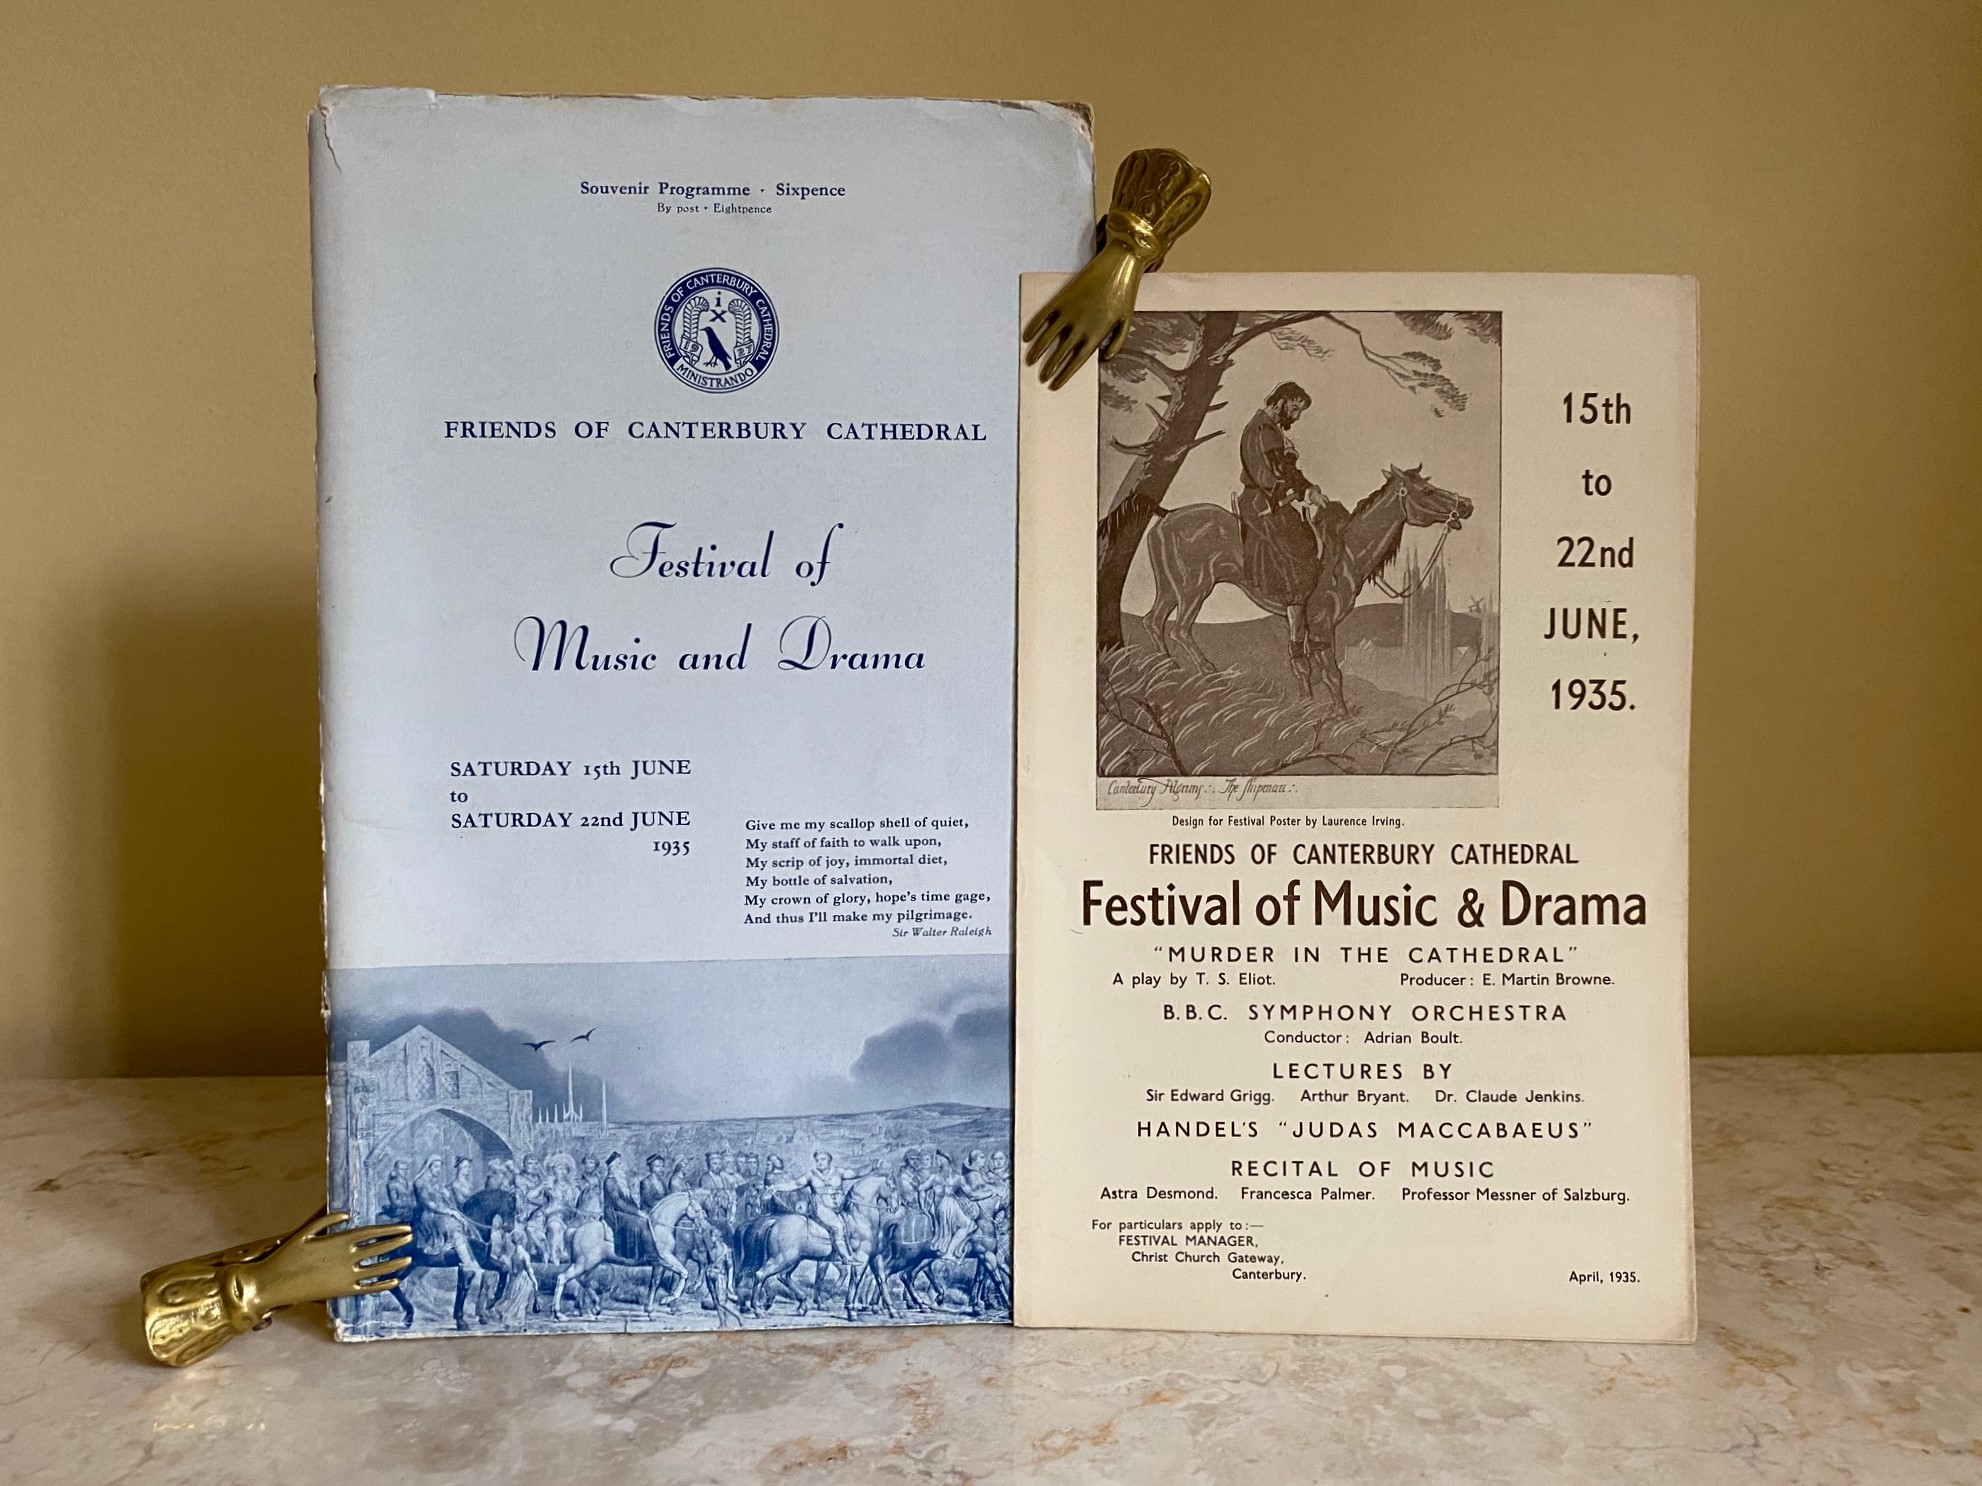 Souvenir Programme · Sixpence
By post · Eightpence
FRIENDS OF CANTERBURY CATHEDRAL
i
x
19 27
MINISTRANDO
FRIENDS OF CANTERBURY CATHEDRAL
Festival of
Music and Drama
SATURDAY 15th JUNE
to
SATURDAY 22nd JUNE
1935
Give me my scallop shell of quiet,
My staff of faith to walk upon,
My scrip of joy, immortal diet,
My bottle of salvation,
My crown of glory, hope's time gage,
And thus I'll make my pilgrimage.
Sir Walter Raleigh
15th
to
22nd
JUNE,
1935.
Canterbury Pilgrims:. The Shipman:.
Design for Festival Poster by Laurence Irving.
FRIENDS OF CANTERBURY CATHEDRAL
Festival of Music & Drama
"MURDER IN THE CATHEDRAL"
A play by T. S. Eliot. Producer: E. Martin Browne.
B.B.C. SYMPHONY ORCHESTRA
Conductor: Adrian Boult.
LECTURES BY
Sir Edward Grigg. Arthur Bryant. Dr. Claude Jenkins.
HANDEL'S "JUDAS MACCABAEUS"
RECITAL OF MUSIC
Astra Desmond. Francesca Palmer. Professor Messner of Salzburg.
For particulars apply to:—
FESTIVAL MANAGER,
Christ Church Gateway,
Canterbury.
April, 1935.